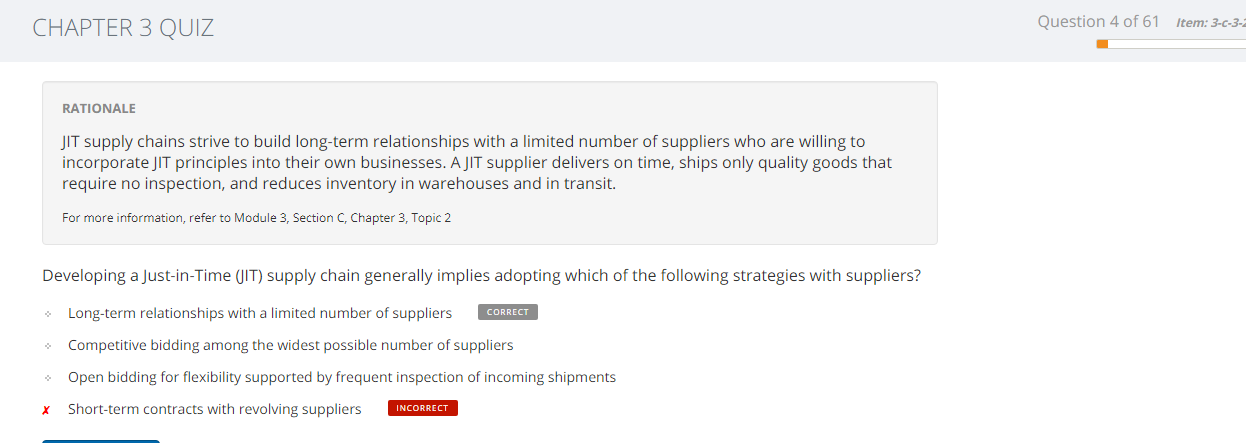 CHAPTER 3 QUIZ
Question 4 of 61 Item: 3-c-3-2
RATIONALE
JIT supply chains strive to build long-term relationships with a limited number of suppliers who are willing to
incorporate JIT principles into their own businesses. A JIT supplier delivers on time, ships only quality goods that
require no inspection, and reduces inventory in warehouses and in transit.
For more information, refer to Module 3, Section C, Chapter 3, Topic 2
Developing a Just-in-Time (JIT) supply chain generally implies adopting which of the following strategies with suppliers?
Long-term relationships with a limited number of suppliers CORRECT
Competitive bidding among the widest possible number of suppliers
Open bidding for flexibility supported by frequent inspection of incoming shipments
✗ Short-term contracts with revolving suppliers INCORRECT